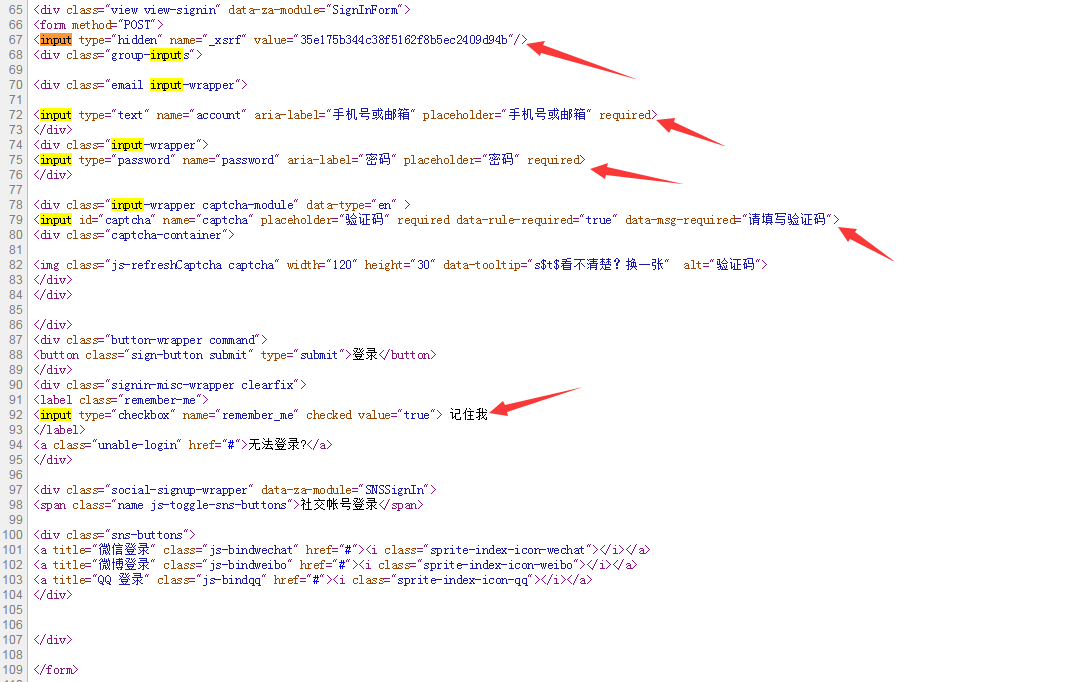 65 <div class="view view-signin" data-za-module="SignInForm">
66 <form method="POST">
67 <input type="hidden" name="_xsrf" value="35e175b344c38f5162f8b5ec2409d94b"/>
68 <div class="group-inputs">
69
70 <div class="email input-wrapper">
71
72 <input type="text" name="account" aria-label="手机号或邮箱" placeholder="手机号或邮箱" required>
73 </div>
74 <div class="input-wrapper">
75 <input type="password" name="password" aria-label="密码" placeholder="密码" required>
76 </div>
77
78 <div class="input-wrapper captcha-module" data-type="en" >
79 <input id="captcha" name="captcha" placeholder="验证码" required data-rule-required="true" data-msg-required="请填写验证码">
80 <div class="captcha-container">
81
82 <img class="js-refreshCaptcha captcha" width="120" height="30" data-tooltip="s$t$看不清楚？换一张"  alt="验证码">
83 </div>
84 </div>
85
86 </div>
87 <div class="button-wrapper command">
88 <button class="sign-button submit" type="submit">登录</button>
89 </div>
90 <div class="signin-misc-wrapper clearfix">
91 <label class="remember-me">
92 <input type="checkbox" name="remember_me" checked value="true"> 记住我
93 </label>
94 <a class="unable-login" href="#">无法登录?</a>
95 </div>
96
97 <div class="social-signup-wrapper" data-za-module="SNSSignIn">
98 <span class="name js-toggle-sns-buttons">社交帐号登录</span>
99
100 <div class="sns-buttons">
101 <a title="微信登录" class="js-bindwechat" href="#"><i class="sprite-index-icon-wechat"></i></a>
102 <a title="微博登录" class="js-bindweibo" href="#"><i class="sprite-index-icon-weibo"></i></a>
103 <a title="QQ 登录" class="js-bindqq" href="#"><i class="sprite-index-icon-qq"></i></a>
104 </div>
105
106
107 </div>
108
109 </form>